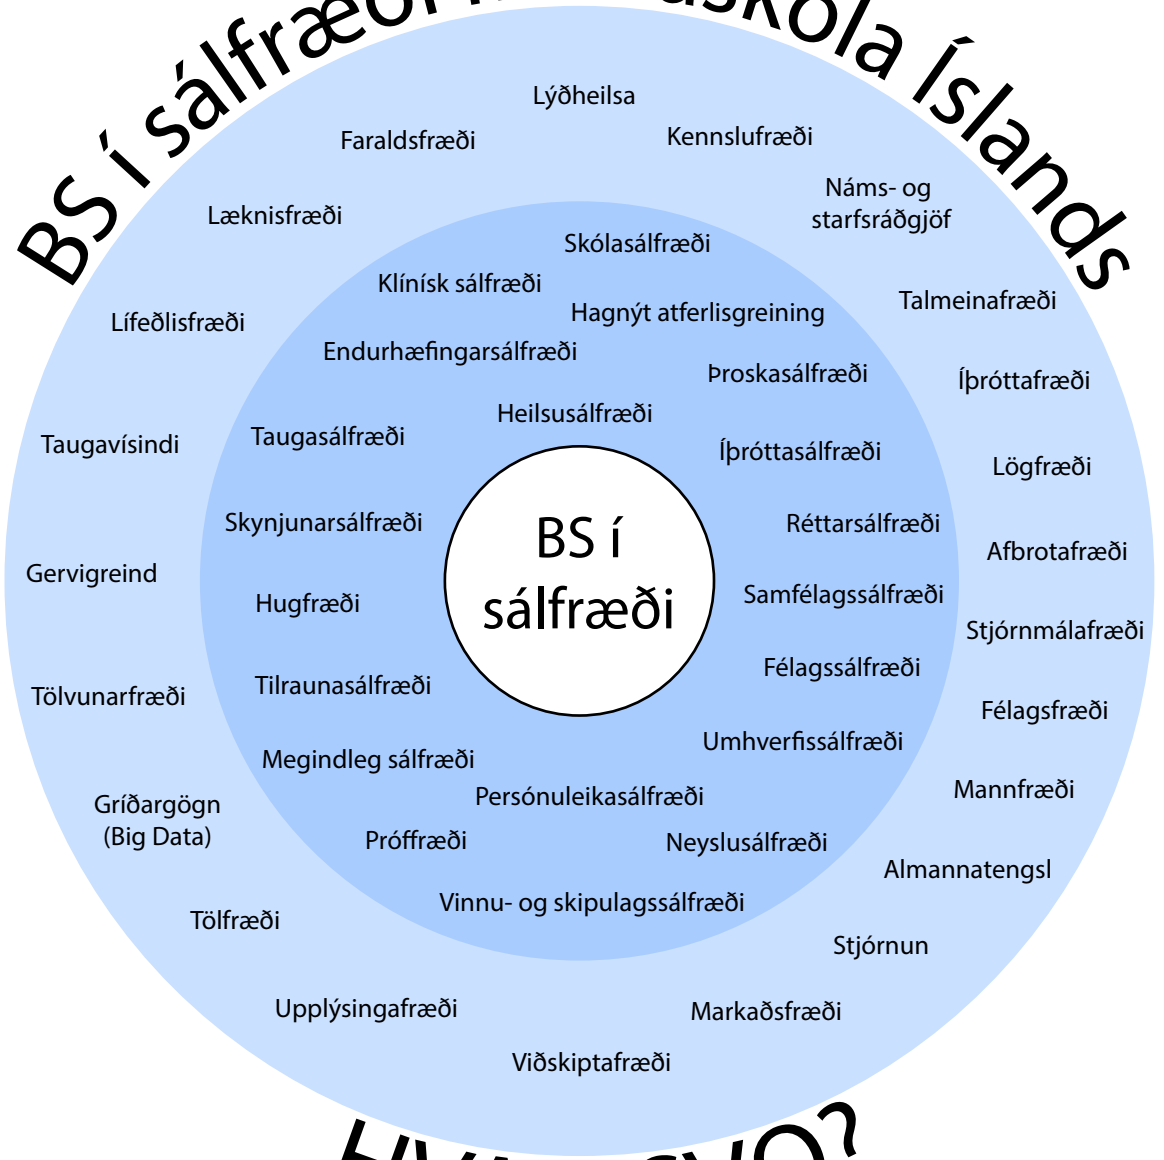 BS í sálfræði
skóla Íslands
Lýðheilsa
Faraldsfræði
Kennslufræði
Læknisfræði
Náms- og
starfsráðgjöf
Lífeðlisfræði
Talmeinafræði
Íþróttafræði
Taugavísindi
Lögfræði
Gervigreind
Afbrotafræði
Stjórnmálafræði
Tölvunarfræði
Félagsfræði
Gríðargögn
(Big Data)
Mannfræði
Almannatengsl
Tölfræði
Stjórnun
Upplýsingafræði
Markaðsfræði
Viðskiptafræði
Skólasálfræði
Klínísk sálfræði
Hagnýt atferlisgreining
Endurhæfingarsálfræði
Þroskasálfræði
Heilsusálfræði
Taugasálfræði
Íþróttasálfræði
Skynjunarsálfræði
Réttarsálfræði
Hugfræði
Samfélagssálfræði
Tilraunasálfræði
Félagssálfræði
Megindleg sálfræði
Umhverfissálfræði
Persónuleikasálfræði
Próffræði
Neyslusálfræði
Vinnu- og skipulagssálfræði
BS í
sálfræði
SVO?